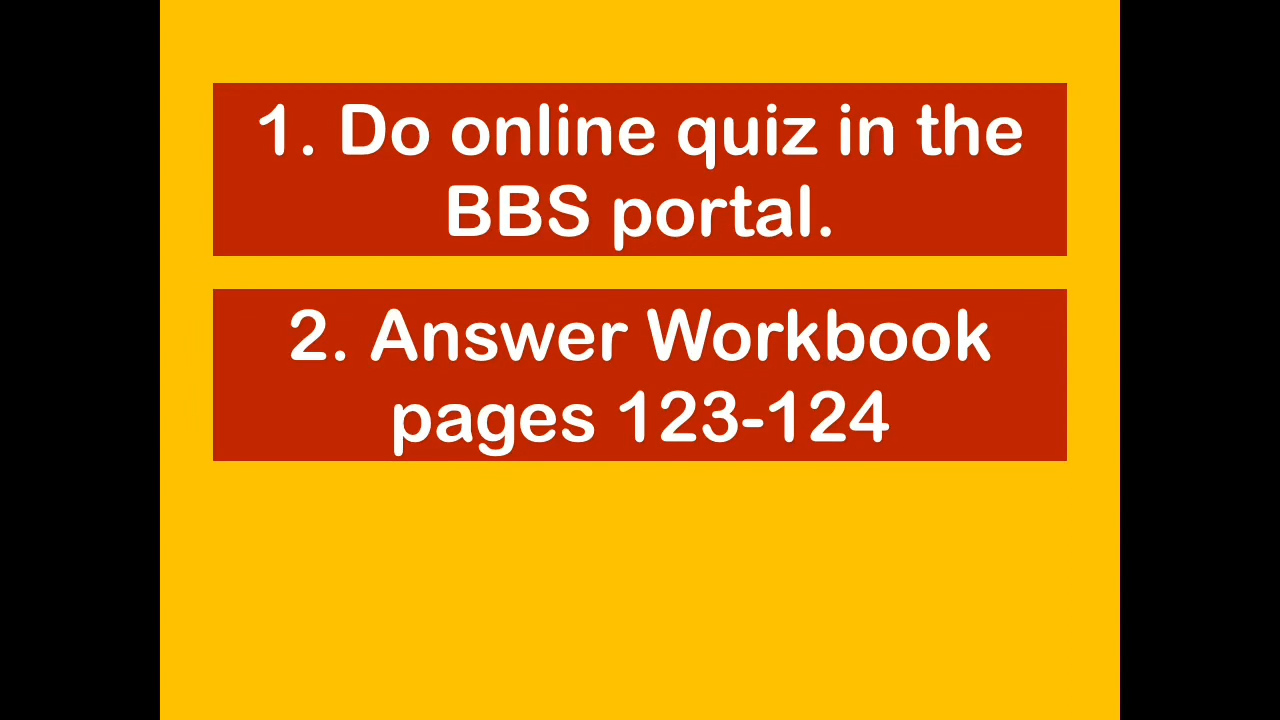 1. Do online quiz in the
BBS portal.
2. Answer Workbook
pages 123-124